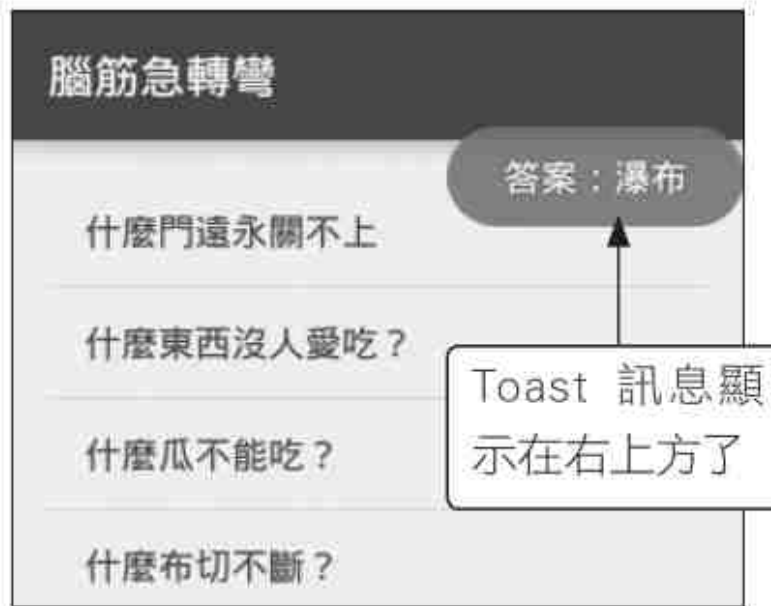 腦筋急轉彎
答案：瀑布
什麼門遠永關不上
什麼東西沒人愛吃？
Toast 訊息顯
示在右上方了
什麼瓜不能吃？
什麼布切不斷？